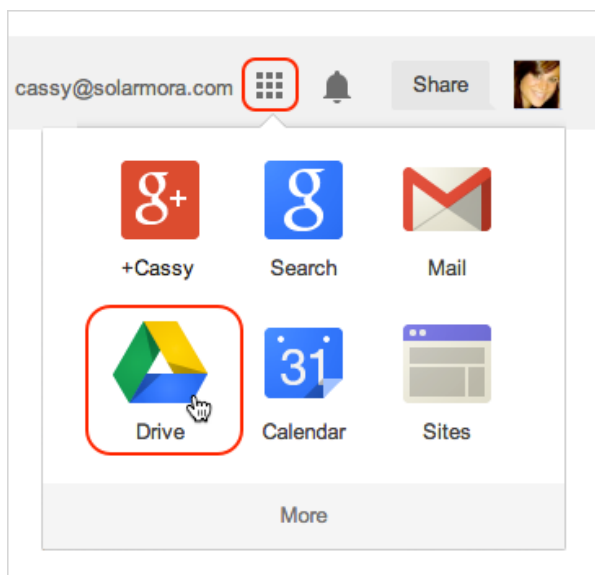 cassy@solarmora.com Share
g+ g
+Cassy Search Mail
31
Drive Calendar Sites
More